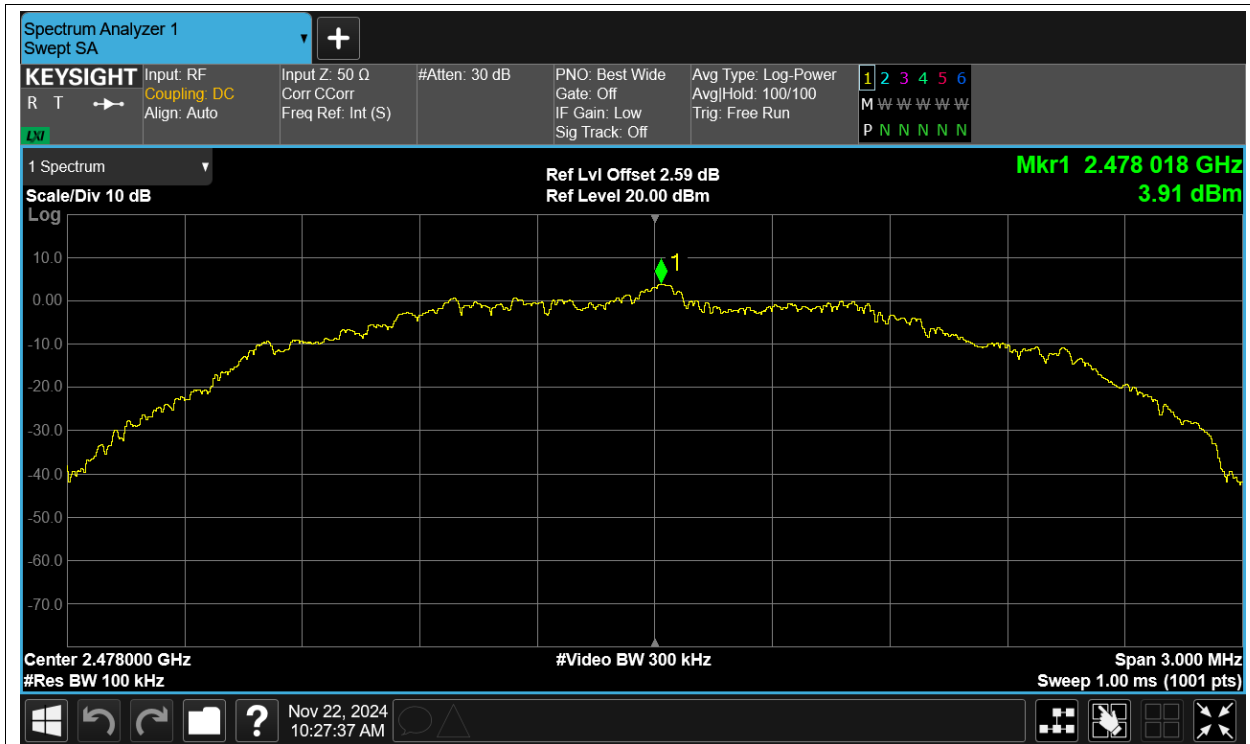 Spectrum Analyzer 1
Swept SA
KEYSIGHT
R T
LXI
Input: RF
Coupling: DC
Align: Auto
Input Z: 50 Ω
Corr CCorr
Freq Ref: Int (S)
#Atten: 30 dB
PNO: Best Wide
Gate: Off
IF Gain: Low
Sig Track: Off
Avg Type: Log-Power
Avg|Hold: 100/100
Trig: Free Run
1 2 3 4 5 6
M W W W W W
P N N N N N
1 Spectrum
Scale/Div 10 dB
Log
Ref Lvl Offset 2.59 dB
Ref Level 20.00 dBm
Mkr1 2.478 018 GHz
3.91 dBm
1
10.0
0.00
-10.0
-20.0
-30.0
-40.0
-50.0
-60.0
-70.0
Center 2.478000 GHz
#Res BW 100 kHz
#Video BW 300 kHz
Span 3.000 MHz
Sweep 1.00 ms (1001 pts)
?
Nov 22, 2024
10:27:37 AM